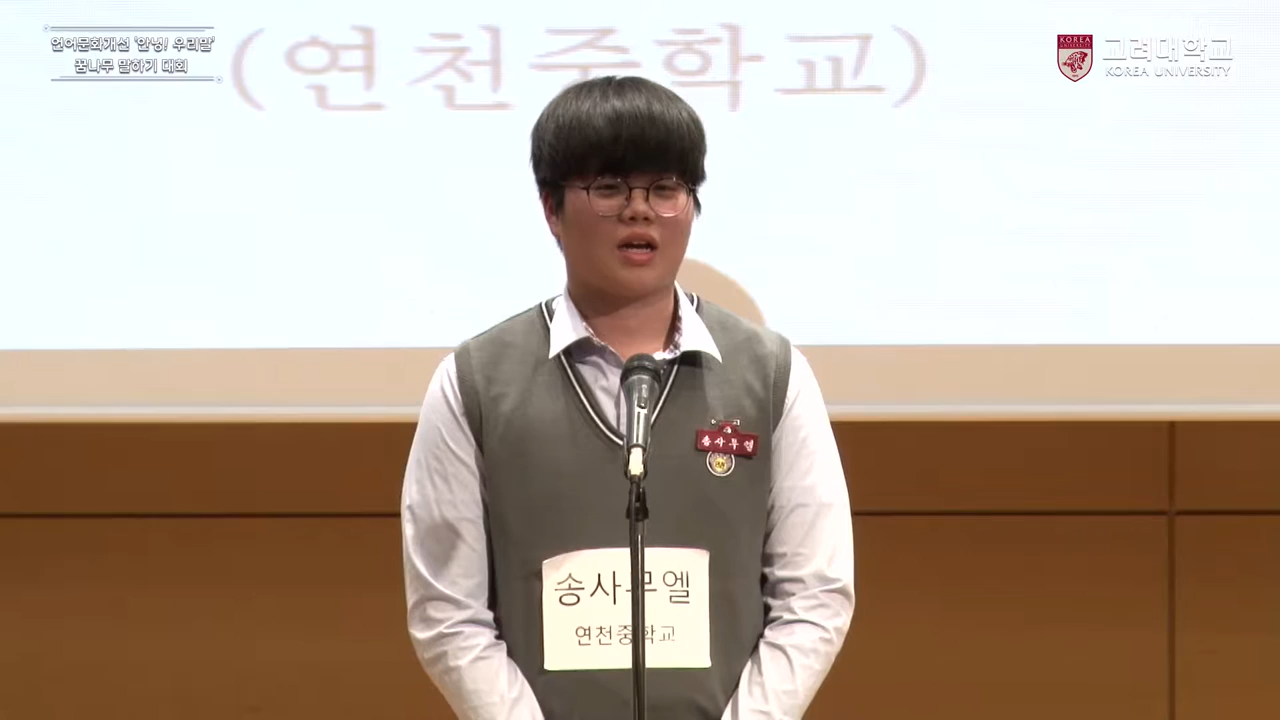 언어문화개선 '안녕! 우리말'
꿈나무 말하기 대회
(연천중학교)
KOREA
UNIVERSITY
고려대학교
KOREA UNIVERSITY
송사무엘
송사무엘
연천중학교